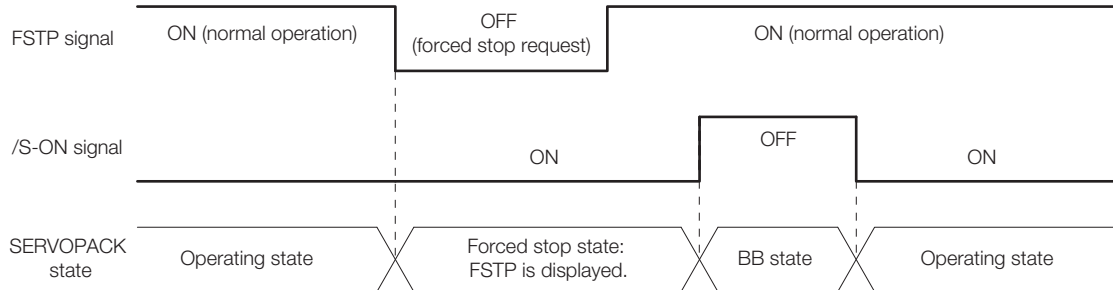 FSTP signal
ON (normal operation)
OFF
(forced stop request)
ON (normal operation)
/S-ON signal
ON
OFF
ON
SERVOPACK
state
Operating state
Forced stop state:
FSTP is displayed.
BB state
Operating state